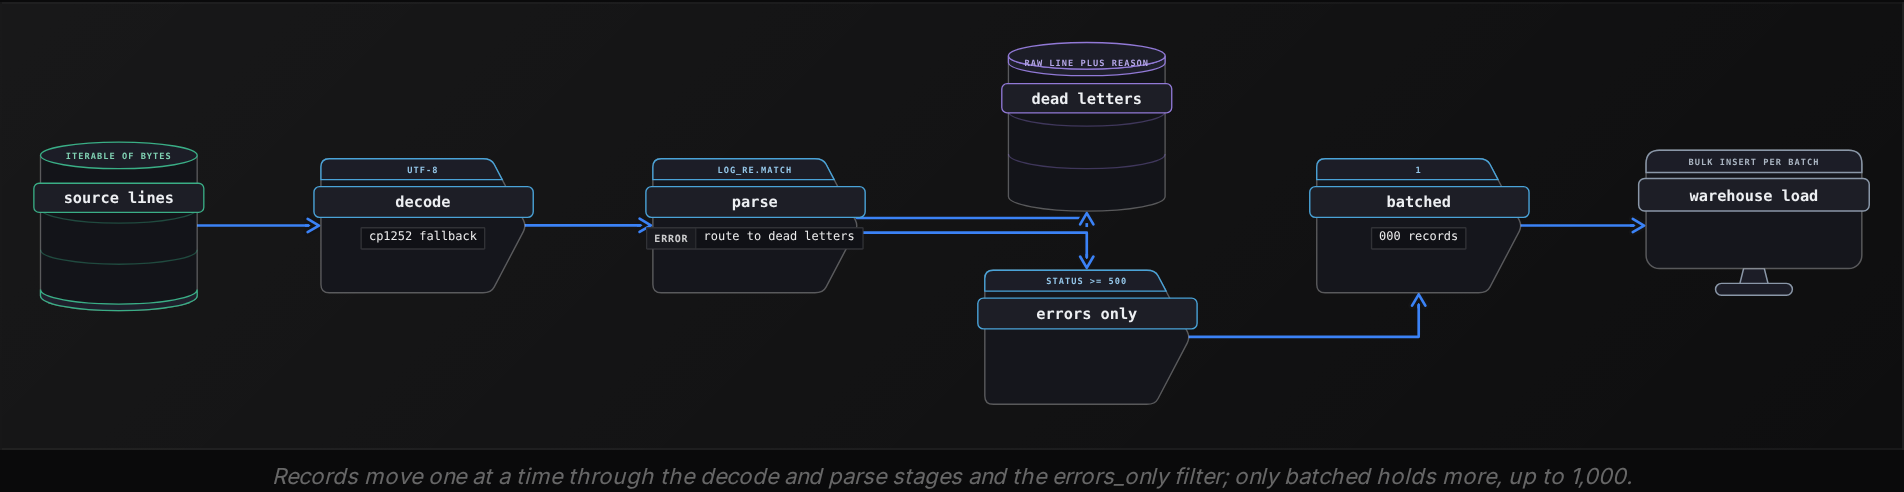 ITERABLE OF BYTES
source lines
UTF-8
decode
cp1252 fallback
LOG_RE.MATCH
parse
ERROR route to dead letters
RAW LINE PLUS REASON
dead letters
STATUS >= 500
errors only
1
batched
000 records
BULK INSERT PER BATCH
warehouse load
Records move one at a time through the decode and parse stages and the errors_only filter; only batched holds more, up to 1,000.